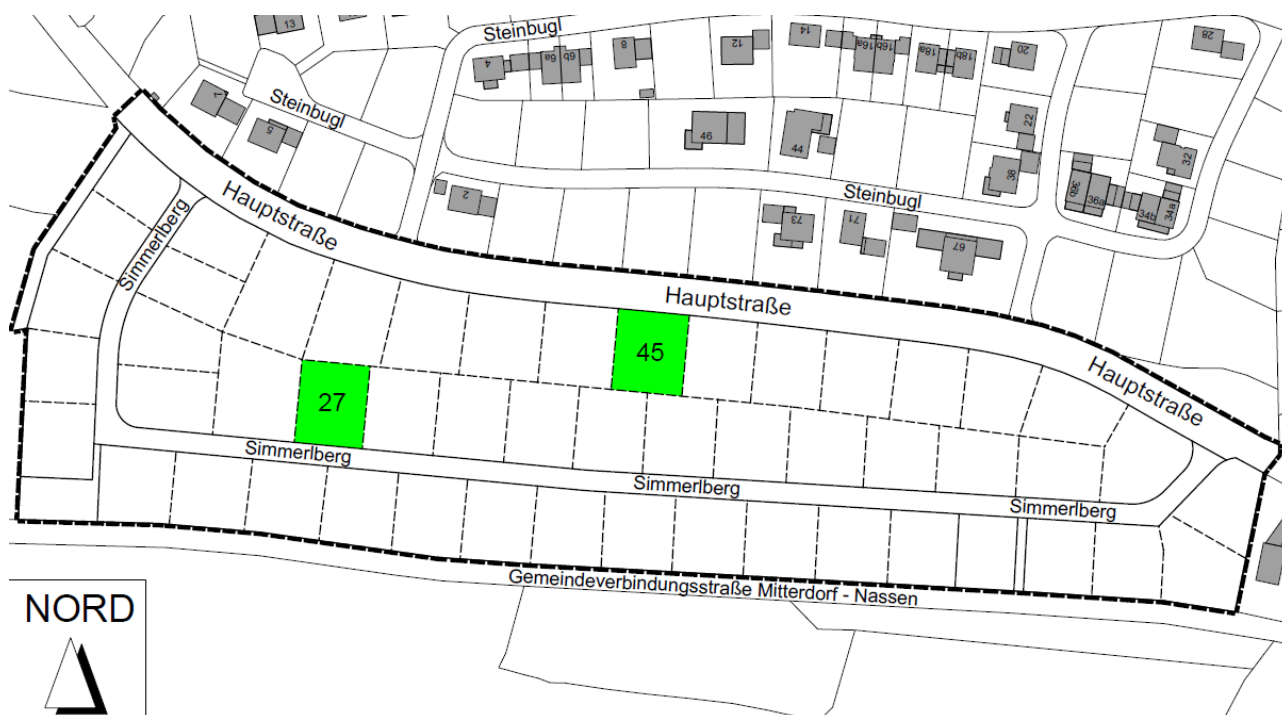 13
Steinbugl
14
28
4
6a
6b
8
12
16a
16b
18a
18b
20
1
Steinbugl
5
46
44
22
38
32
2
Steinbugl
36b
36a
34b
34a
73
71
67
Simmerlberg
Hauptstraße
Hauptstraße
45
Hauptstraße
27
Simmerlberg
Simmerlberg
Simmerlberg
Gemeindeverbindungsstraße Mitterdorf - Nassen
NORD